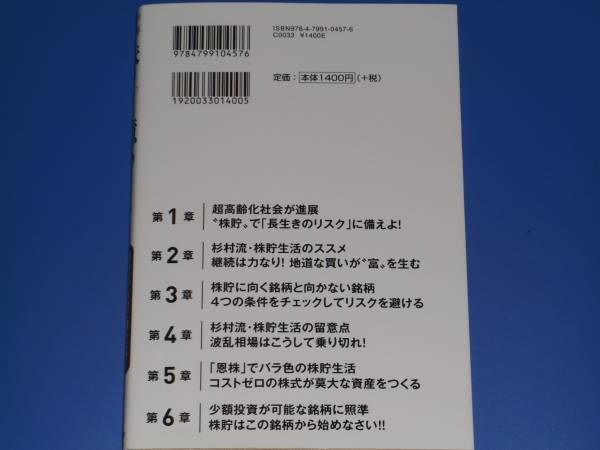 ISBN978-4-7991-0457-6
C0033 ¥1400E
9784799104576
定価：本体1400円（＋税）
1920033014005
第1章
超高齢化社会が進展
〝株貯〟で「長生きのリスク」に備えよ！
第2章
杉村流・株貯生活のススメ
継続は力なり！ 地道な買いが〝富〟を生む
第3章
株貯に向く銘柄と向かない銘柄
4つの条件をチェックしてリスクを避ける
第4章
杉村流・株貯生活の留意点
波乱相場はこうして乗り切れ！
第5章
「恩株」でバラ色の株貯生活
コストゼロの株式が莫大な資産をつくる
第6章
少額投資が可能な銘柄に照準
株貯はこの銘柄から始めなさい!!